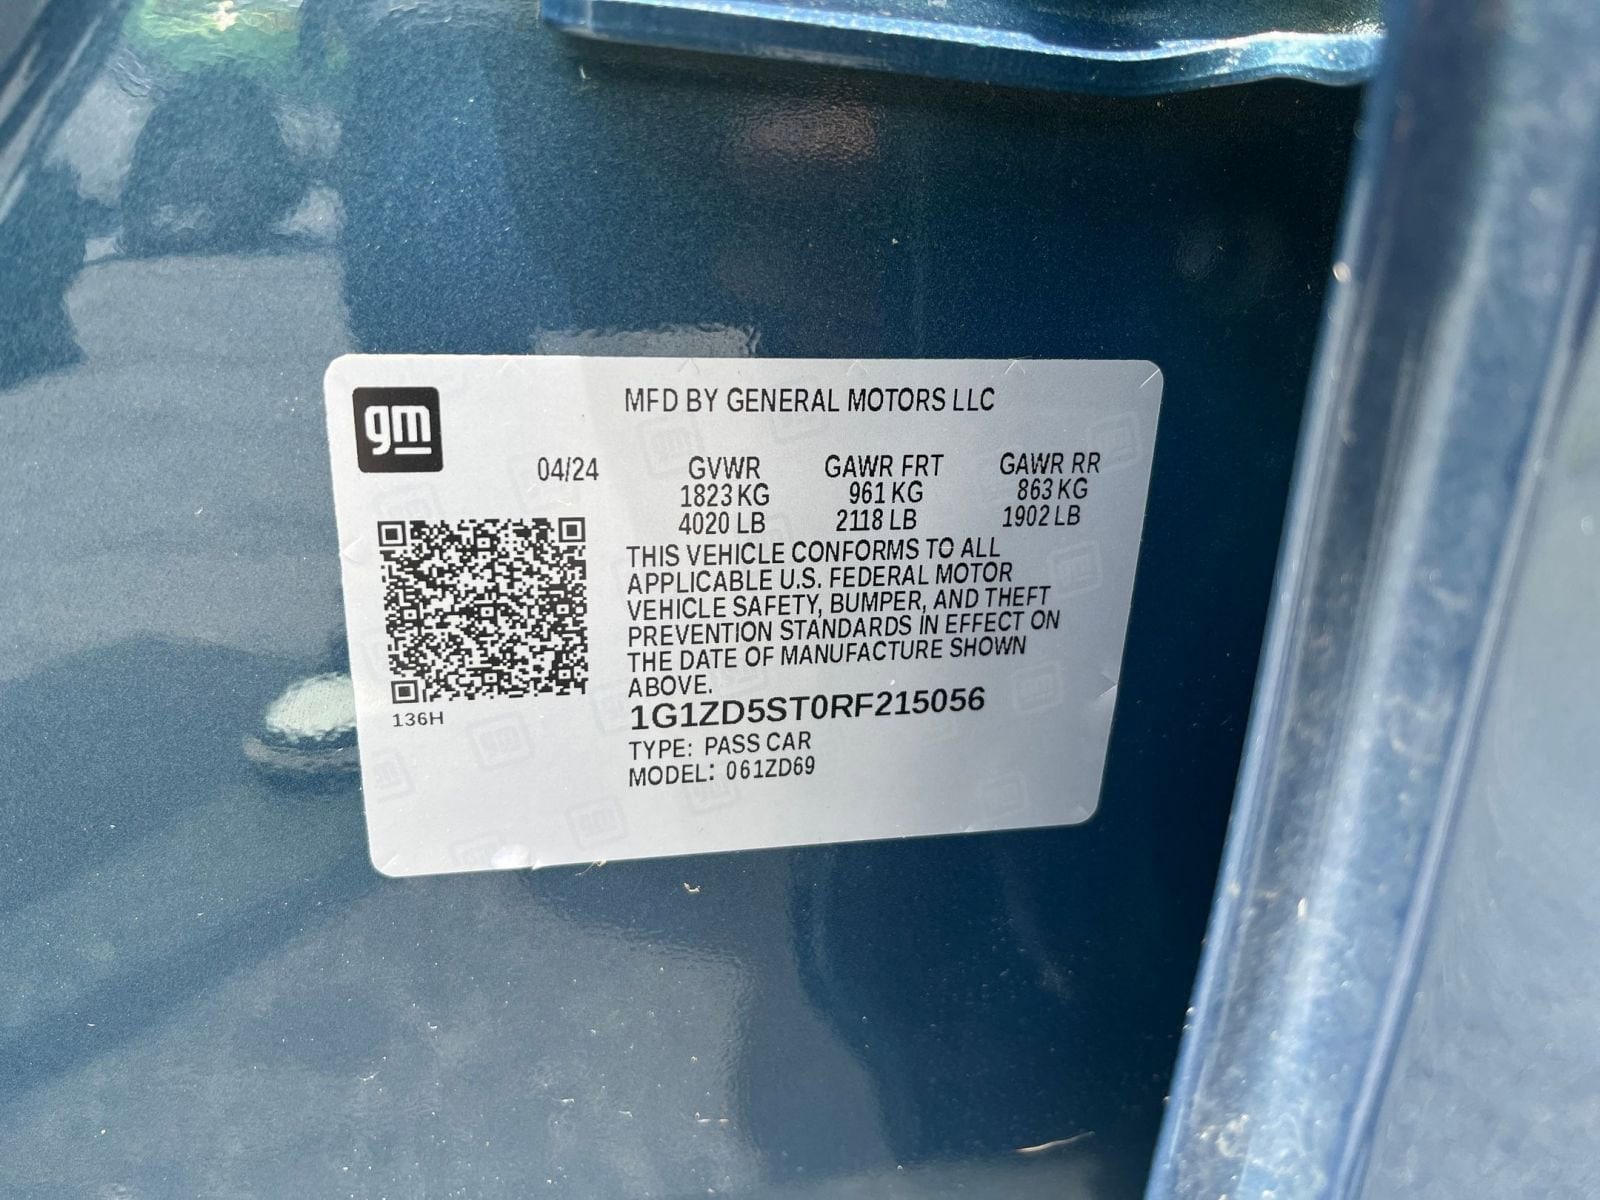 gm
MFD BY GENERAL MOTORS LLC
04/24 GVWR GAWR FRT GAWR RR
1823 KG 961 KG 863 KG
4020 LB 2118 LB 1902 LB
THIS VEHICLE CONFORMS TO ALL
APPLICABLE U.S. FEDERAL MOTOR
VEHICLE SAFETY, BUMPER, AND THEFT
PREVENTION STANDARDS IN EFFECT ON
THE DATE OF MANUFACTURE SHOWN
ABOVE.
136H
1G1ZD5ST0RF215056
TYPE: PASS CAR
MODEL: 061ZD69